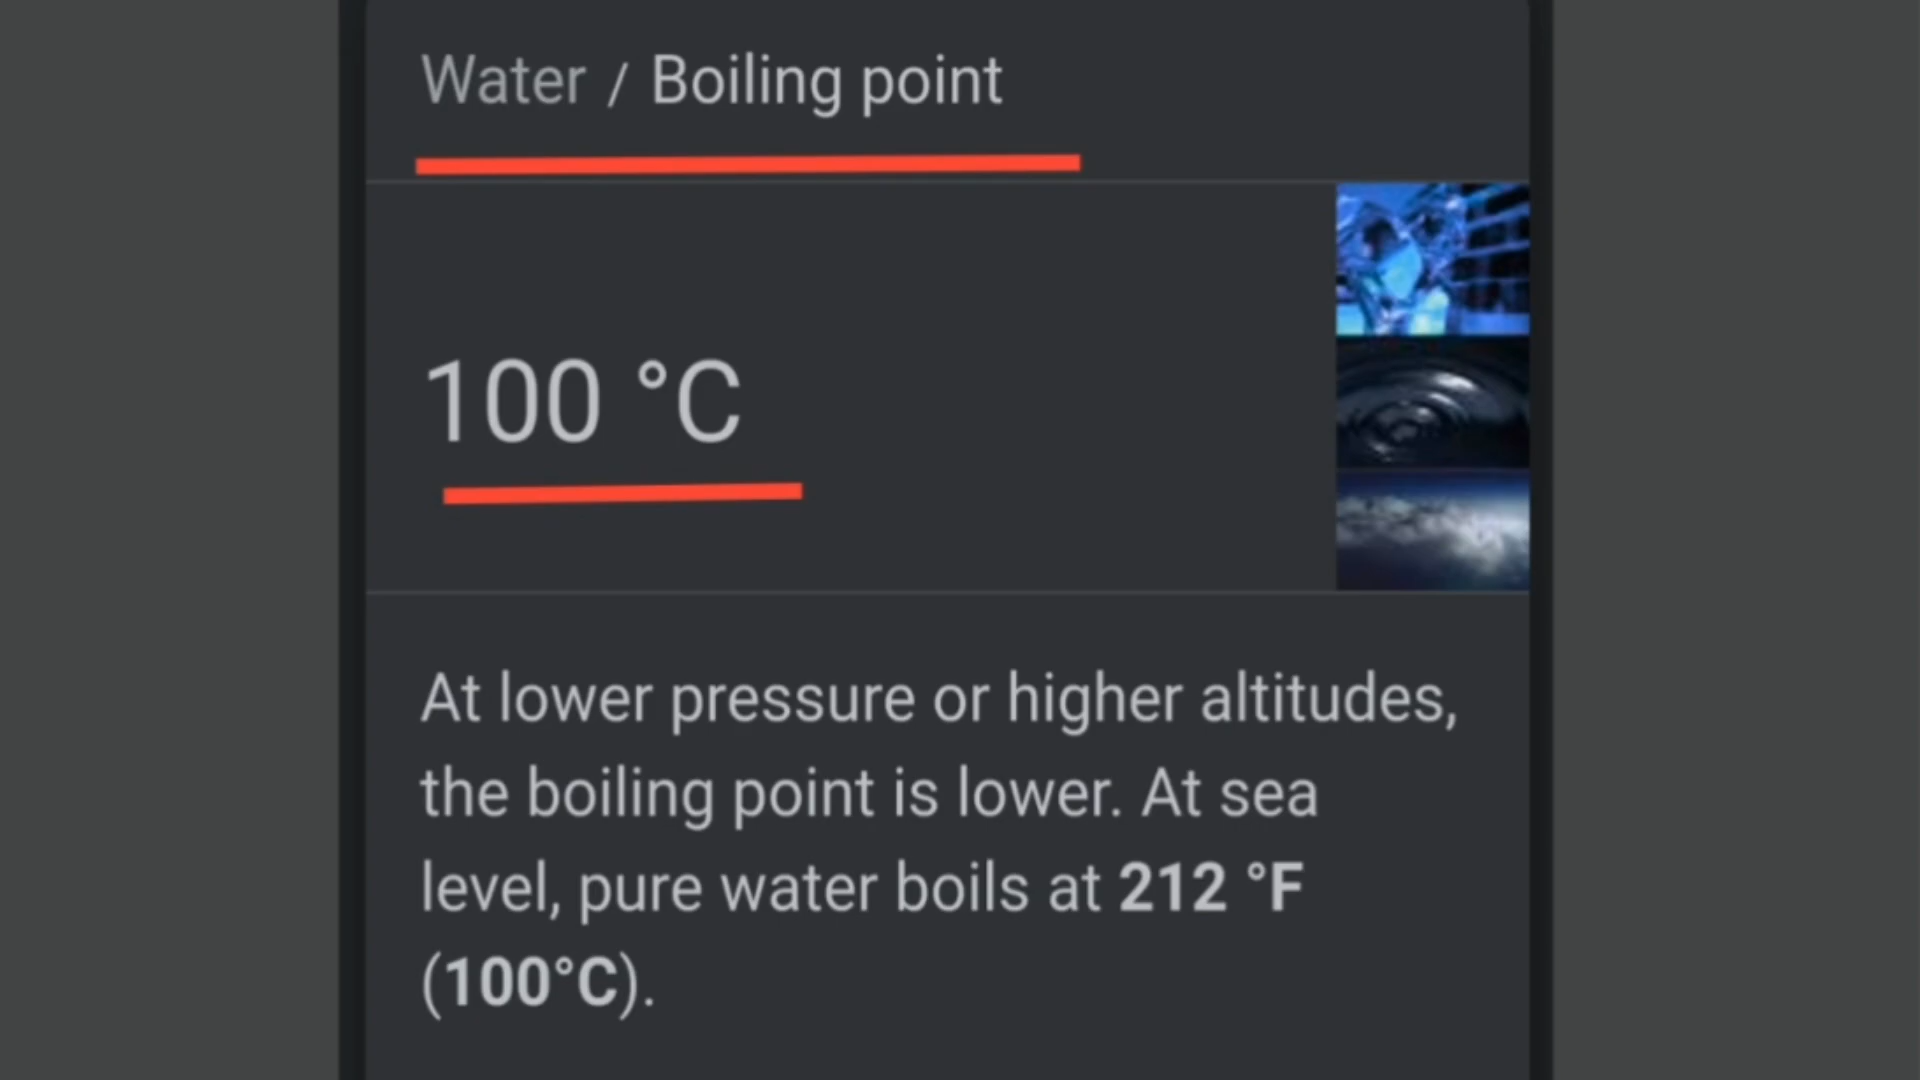 Water / Boiling point
100 °C
At lower pressure or higher altitudes,
the boiling point is lower. At sea
level, pure water boils at 212 °F
(100°C).